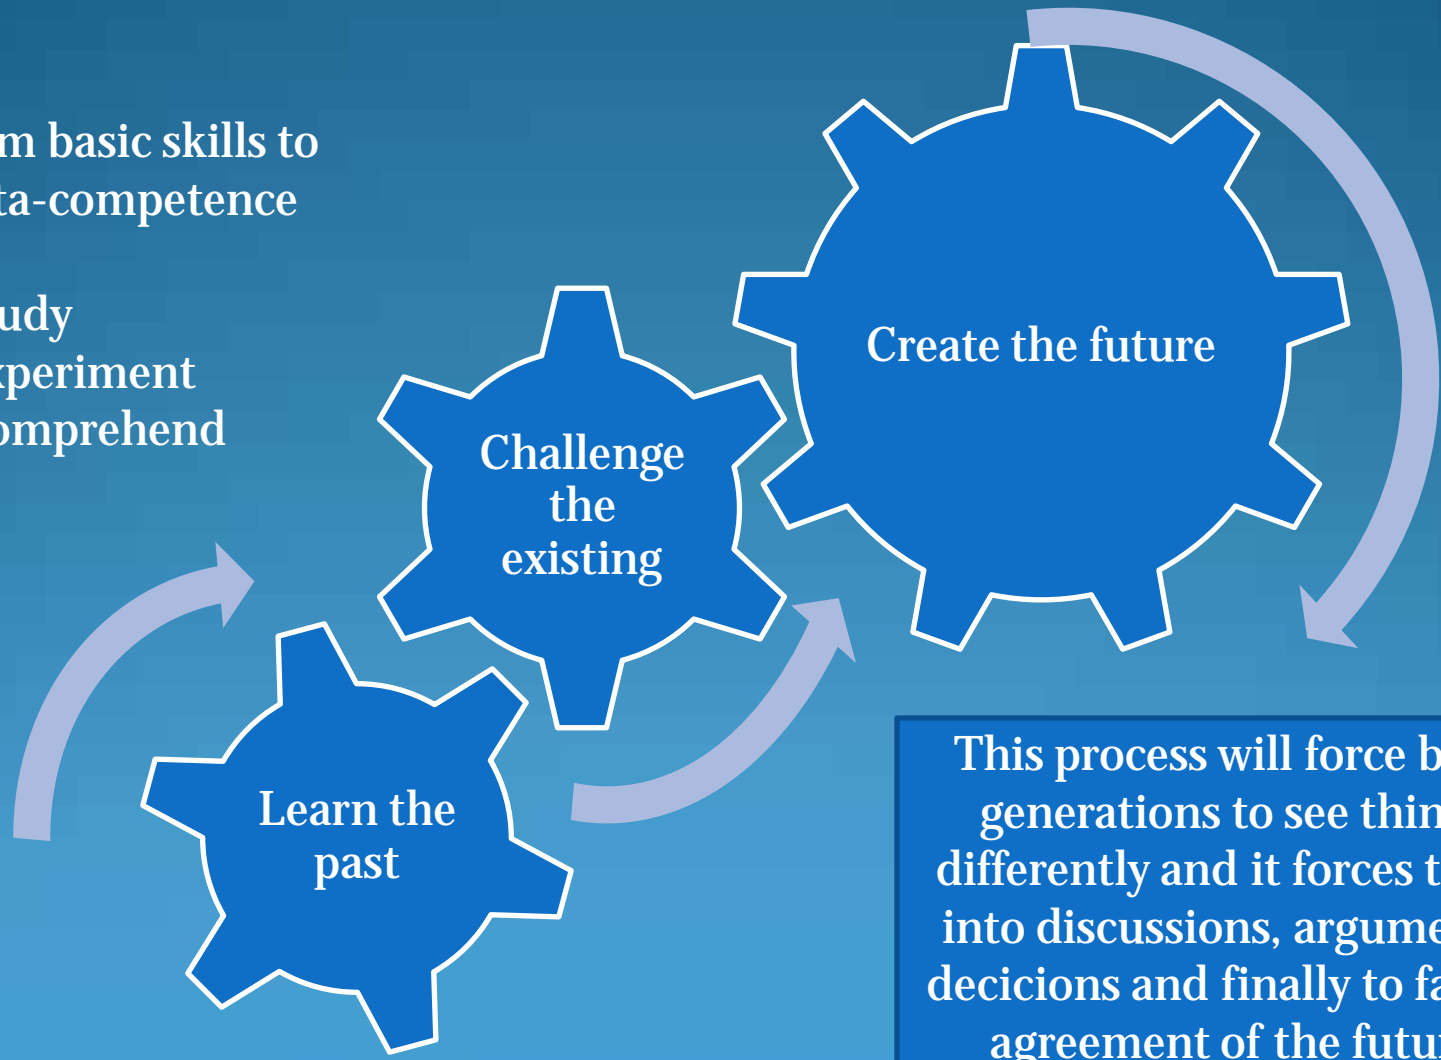 m basic skills to
ta-competence
udy
xperiment
omprehend
Create the future
Challenge
the
existing
Learn the
past
This process will force b
generations to see thin
differently and it forces t
into discussions, argume
decicions and finally to fa
agreement of the futu